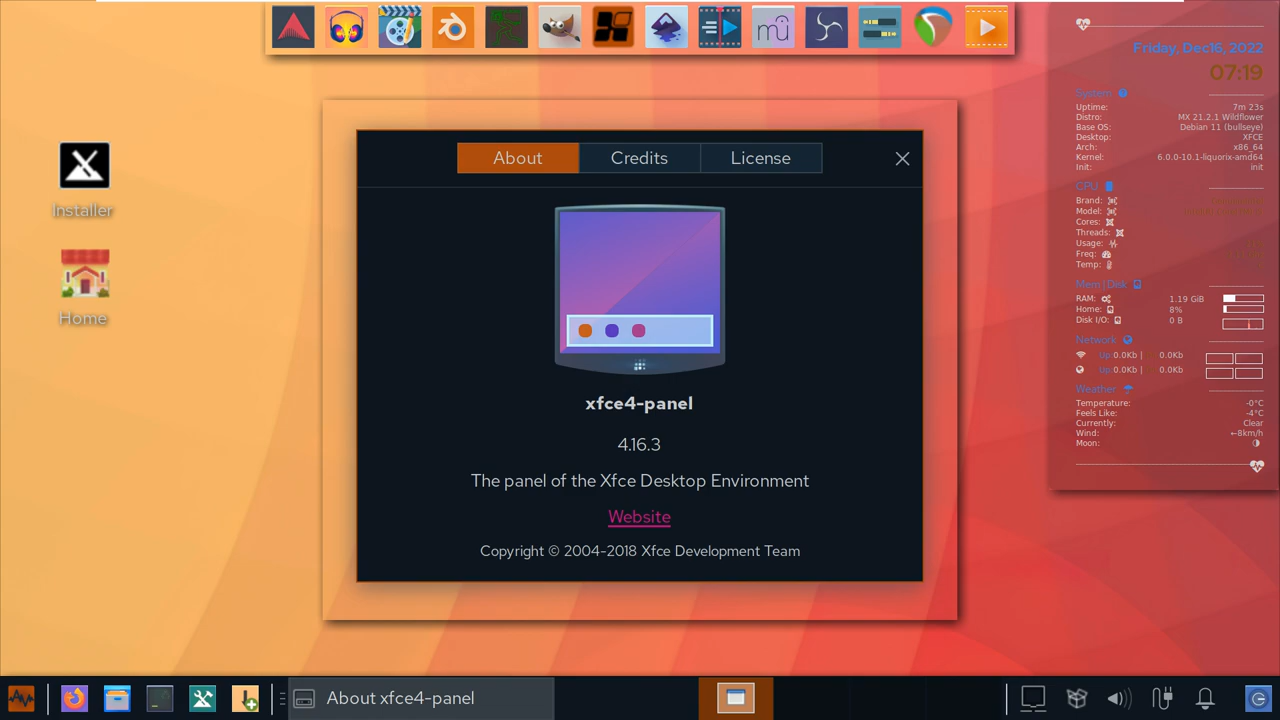 Friday, Dec16, 2022
07:19
System
Uptime: 7m 23s
Distro: MX 21.2.1 Wildflower
Base OS: Debian 11 (bullseye)
Desktop: XFCE
Arch: x86_64
Kernel: 6.0.0-10.1-liquorix-amd64
Init: init
CPU
Brand:
Model:
Cores:
Threads:
Usage:
Freq:
Temp:
Mem|Disk
RAM: 1.19 GiB
Home: 8%
Disk I/O: 0 B
Network
Up:0.0Kb | 0.0Kb
Up:0.0Kb | 0.0Kb
Weather
Temperature: -0°C
Feels Like: -4°C
Currently: Clear
Wind: ←8km/h
Moon:
Installer
Home
About Credits License
xfce4-panel
4.16.3
The panel of the Xfce Desktop Environment
Website
Copyright © 2004-2018 Xfce Development Team
About xfce4-panel